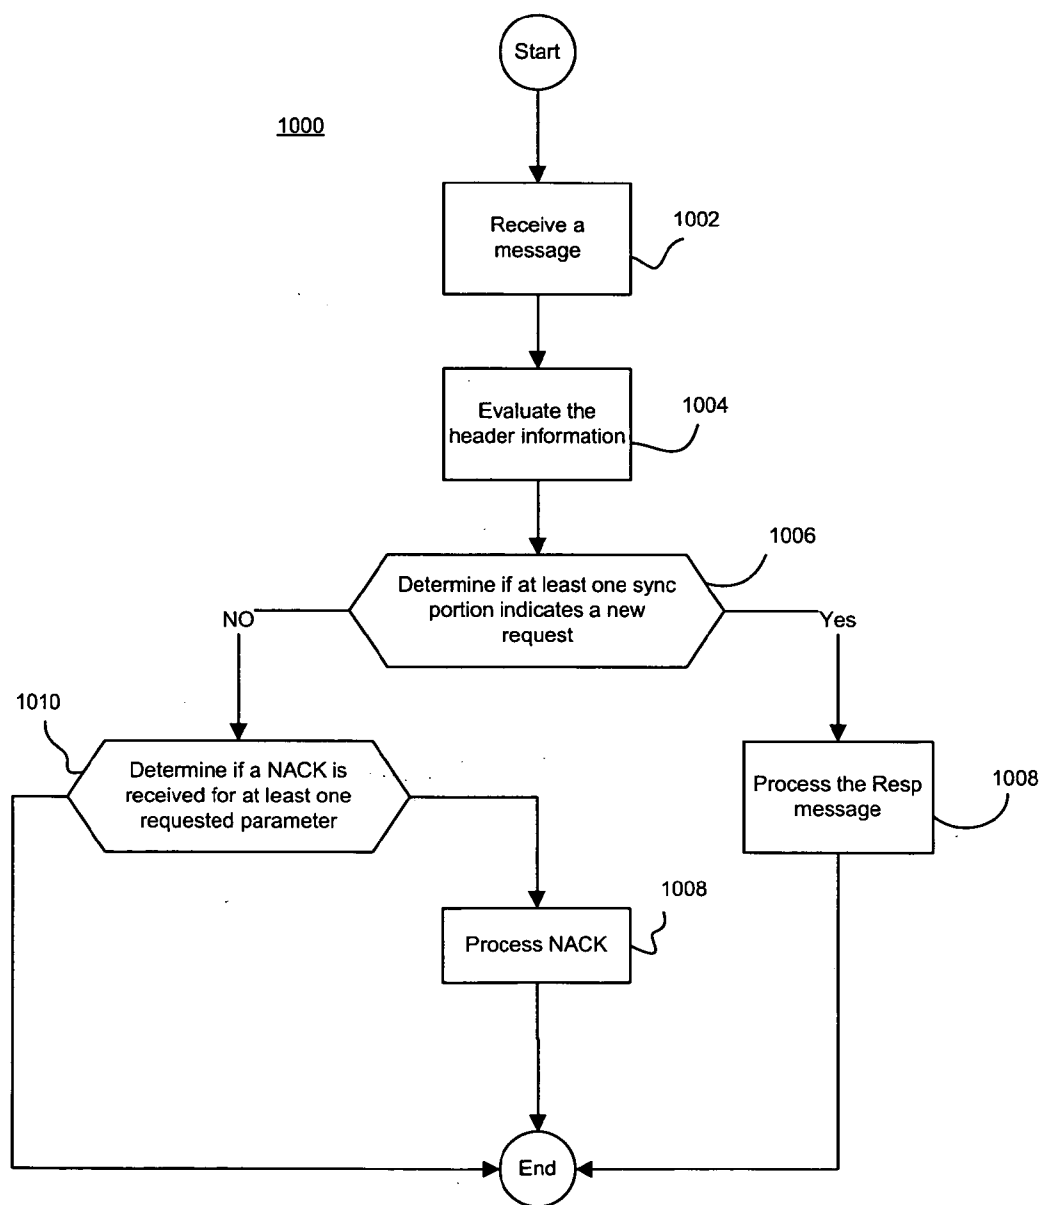 Start
1000
Receive a
message
1002
Evaluate the
header information
1004
Determine if at least one sync
portion indicates a new
request
1006
NO
Yes
1010
Determine if a NACK is
received for at least one
requested parameter
Process the Resp
message
1008
Process NACK
1008
End